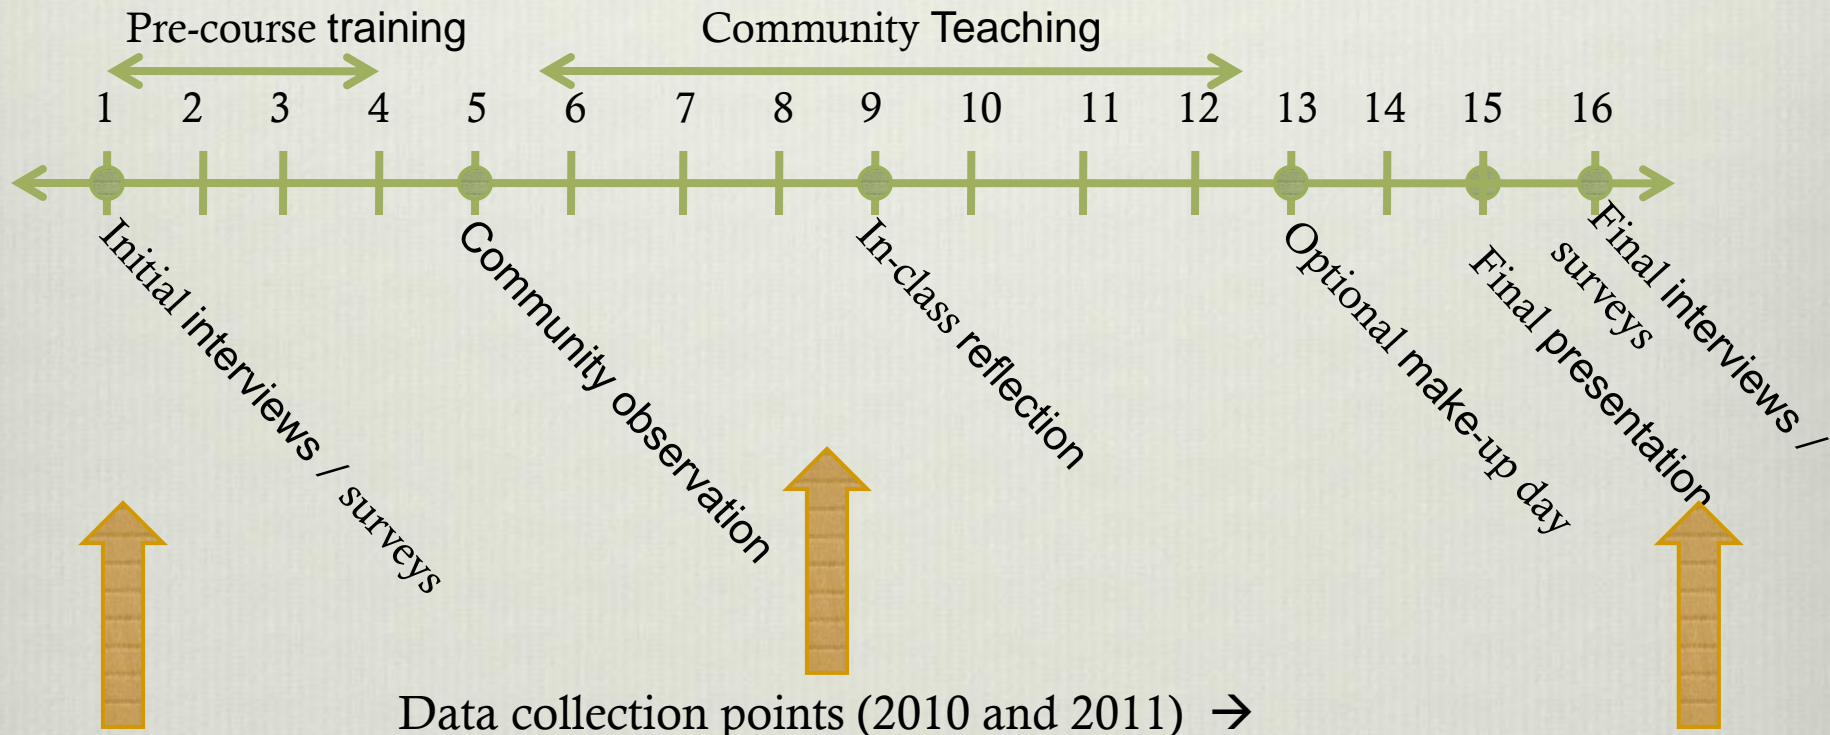 Pre-course training
Community Teaching
1 2 3 4 5 6 7 8 9 10 11 12 13 14 15 16
Initial interviews / surveys
Community observation
In-class reflection
Optional make-up day
Final presentation
Final interviews /
surveys
Data collection points (2010 and 2011) →